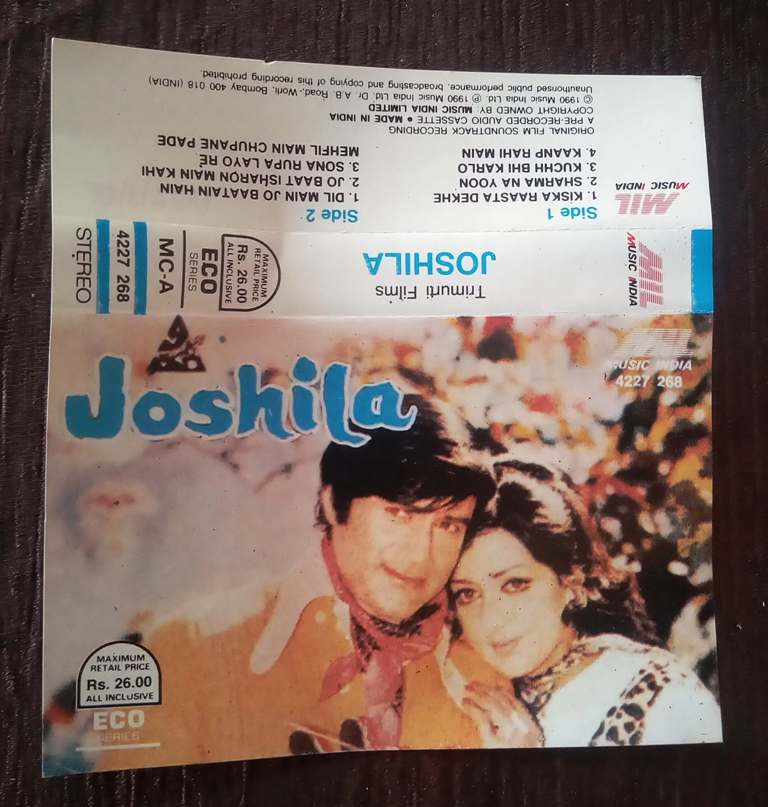 Joshila
MUSIC INDIA
4227 268
MAXIMUM
RETAIL PRICE
Rs. 26.00
ALL INCLUSIVE
ECO
SERIES
MIL
MUSIC INDIA
Trimurti Films
JOSHILA
MAXIMUM
RETAIL PRICE
Rs. 26.00
ALL INCLUSIVE
ECO
SERIES
MC-A
4227 268
STEREO
MIL
MUSIC INDIA
Side 1
1. KISKA RAASTA DEKHE
2. SHARMA NA YOON
3. KUCHH BHI KARLO
4. KAANP RAHI MAIN
Side 2
1. DIL MAIN JO BAATAIN HAIN
2. JO BAAT ISHARON MAIN KAHI
3. SONA RUPA LAYO RE
MEHFIL MAIN CHUPANE PADE
ORIGINAL FILM SOUNDTRACK RECORDING
A PRE-RECORDED AUDIO CASSETTE ● MADE IN INDIA
COPYRIGHT OWNED BY: MUSIC INDIA LIMITED
© 1990 Music India Ltd. ℗ 1990 Music India Ltd. Dr. A.B. Road, Worli, Bombay 400 018 (INDIA)
Unauthorised public performance, broadcasting and copying of this recording prohibited.